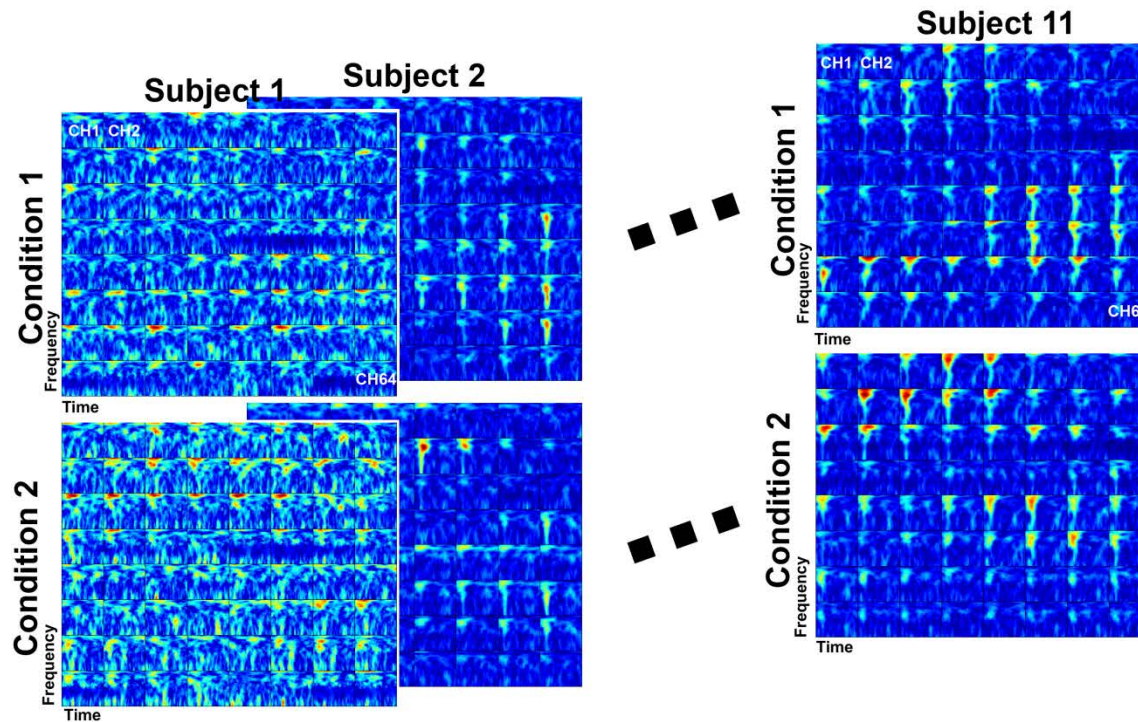 Subject 1
Subject 2
Subject 11
Condition 1
CH1 CH2
CH64
Frequency
Time
Condition 2
Frequency
Time
Condition 1
CH1 CH2
CH6
Frequency
Time
Condition 2
Frequency
Time